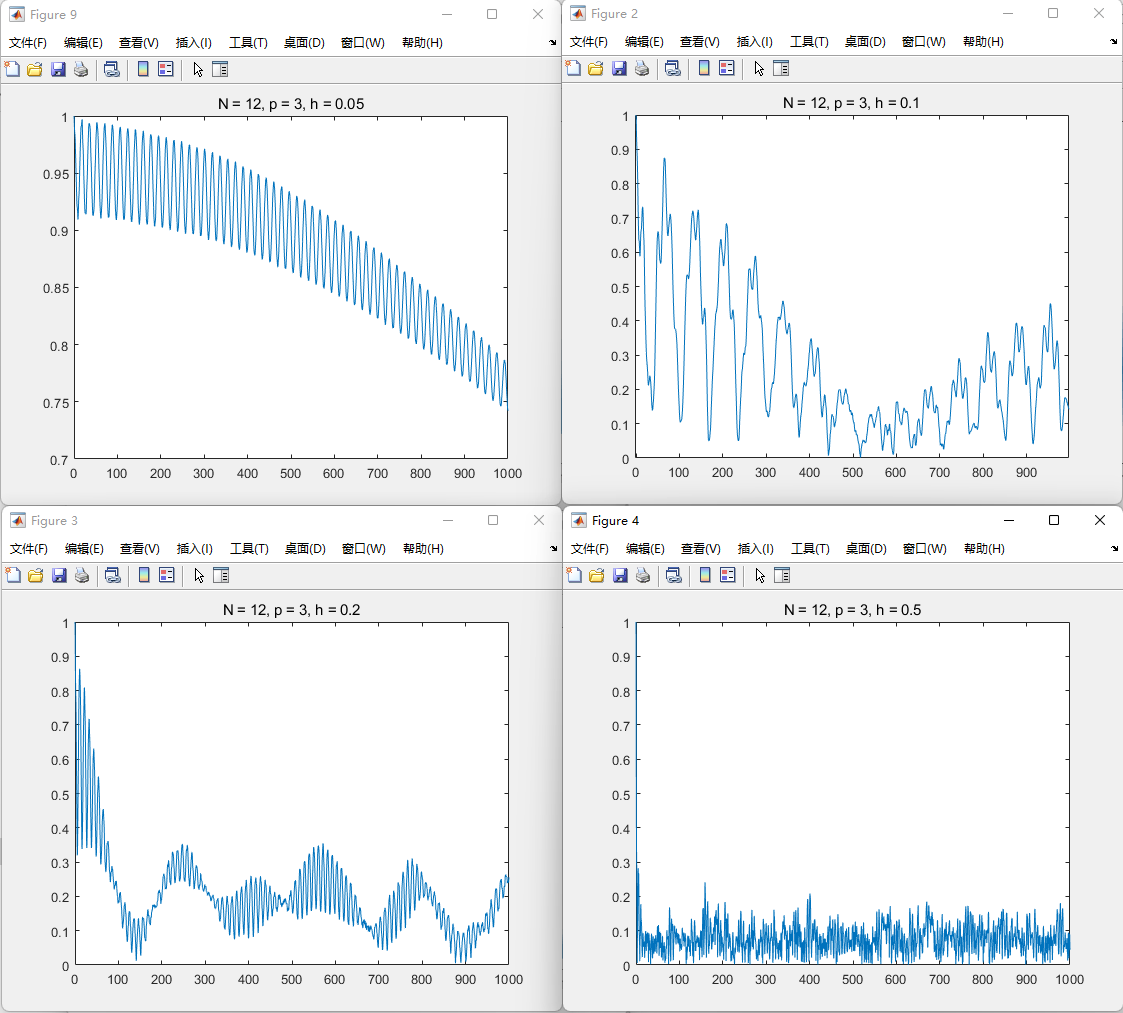 Figure 9
文件(F) 编辑(E) 查看(V) 插入(I) 工具(T) 桌面(D) 窗口(W) 帮助(H)
N = 12, p = 3, h = 0.05
1
0.95
0.9
0.85
0.8
0.75
0.7
0 100 200 300 400 500 600 700 800 900 1000
Figure 2
文件(F) 编辑(E) 查看(V) 插入(I) 工具(T) 桌面(D) 窗口(W) 帮助(H)
N = 12, p = 3, h = 0.1
1
0.9
0.8
0.7
0.6
0.5
0.4
0.3
0.2
0.1
0
0 100 200 300 400 500 600 700 800 900
Figure 3
文件(F) 编辑(E) 查看(V) 插入(I) 工具(T) 桌面(D) 窗口(W) 帮助(H)
N = 12, p = 3, h = 0.2
1
0.9
0.8
0.7
0.6
0.5
0.4
0.3
0.2
0.1
0
0 100 200 300 400 500 600 700 800 900 1000
Figure 4
文件(F) 编辑(E) 查看(V) 插入(I) 工具(T) 桌面(D) 窗口(W) 帮助(H)
N = 12, p = 3, h = 0.5
1
0.9
0.8
0.7
0.6
0.5
0.4
0.3
0.2
0.1
0
0 100 200 300 400 500 600 700 800 900 1000